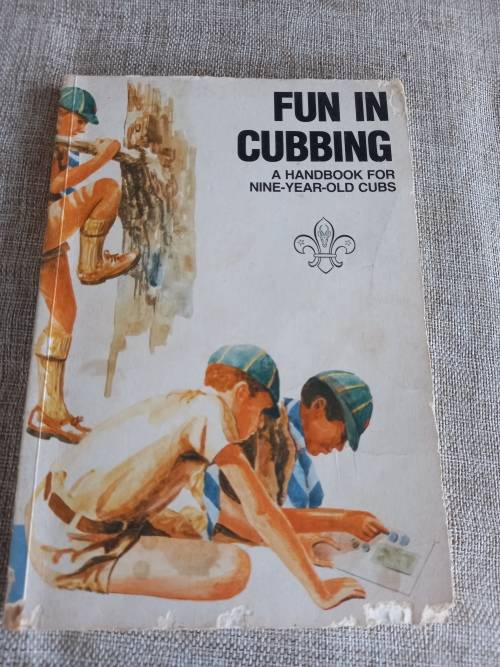 FUN IN
CUBBING
A HANDBOOK FOR
NINE-YEAR-OLD CUBS